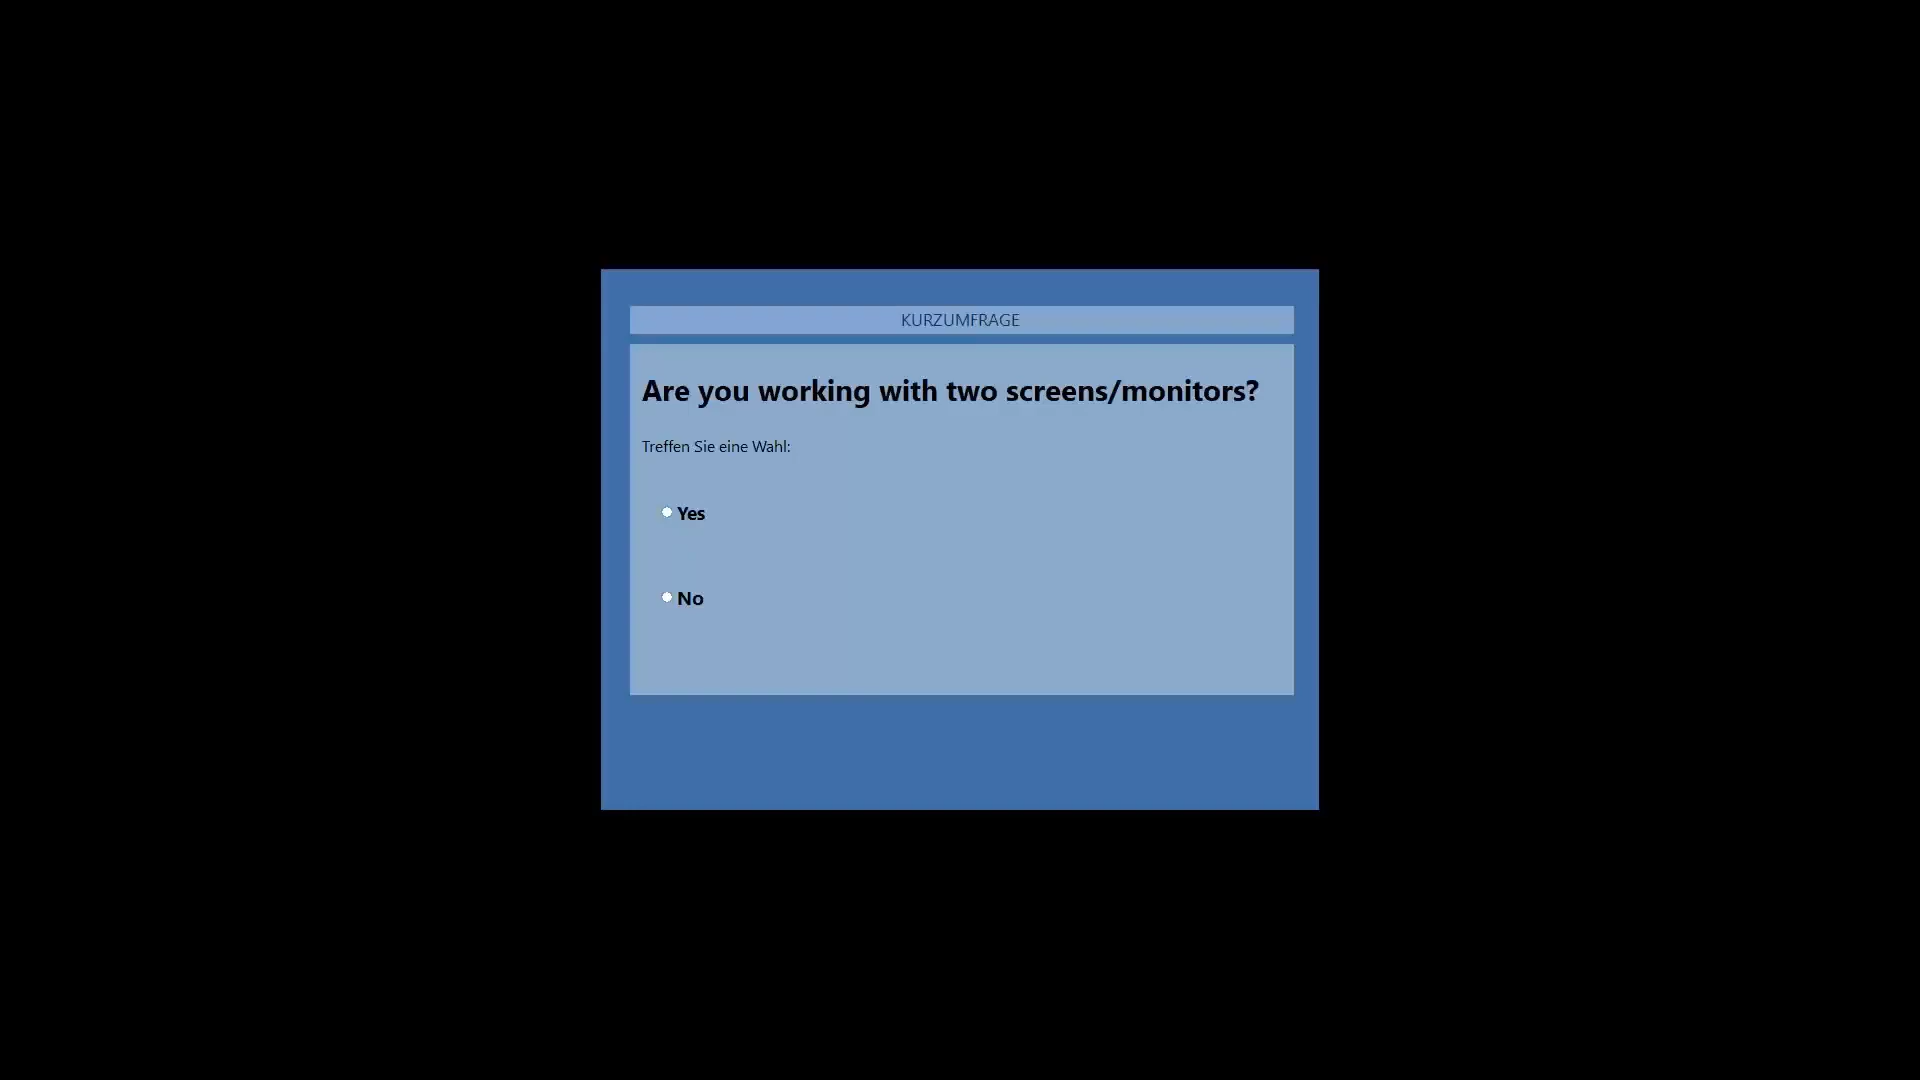 KURZUMFRAGE
Are you working with two screens/monitors?
Treffen Sie eine Wahl:
Yes
No